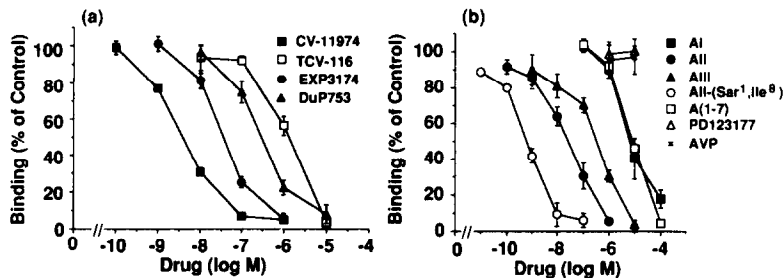 (a)
Binding (% of Control)
100
80
60
40
20
0
0
-10
-9
-8
-7
-6
-5
-4
Drug (log M)
CV-11974
TCV-116
EXP3174
DuP753
(b)
Binding (% of Control)
100
80
60
40
20
0
0
-10
-8
-6
-4
Drug (log M)
AI
AII
AIII
AII-(Sar¹,Ile⁸)
A(1-7)
PD123177
AVP